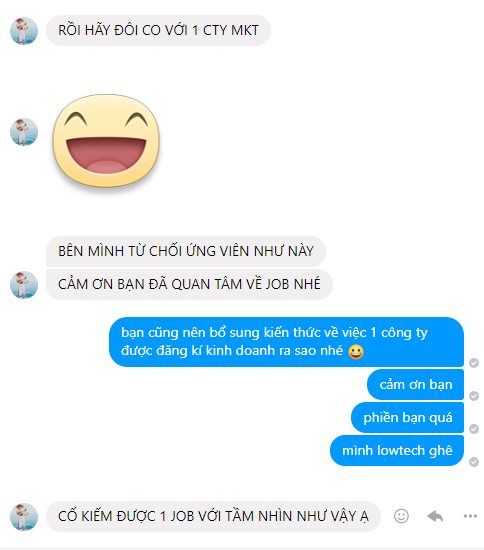 RỒI HÃY ĐÔI CO VỚI 1 CTY MKT
BÊN MÌNH TỪ CHỐI ỨNG VIÊN NHƯ NÀY
CẢM ƠN BẠN ĐÃ QUAN TÂM VỀ JOB NHÉ
bạn cũng nên bổ sung kiến thức về việc 1 công ty
được đăng kí kinh doanh ra sao nhé 😀
cảm ơn bạn
phiền bạn quá
mình lowtech ghê
CỐ KIẾM ĐƯỢC 1 JOB VỚI TẦM NHÌN NHƯ VẬY Ạ